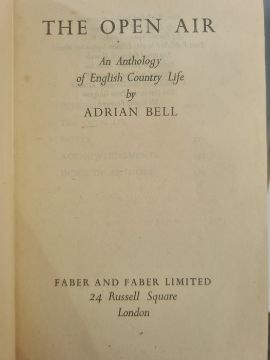 THE OPEN AIR
An Anthology
of English Country Life
by
ADRIAN BELL
FABER AND FABER LIMITED
24 Russell Square
London